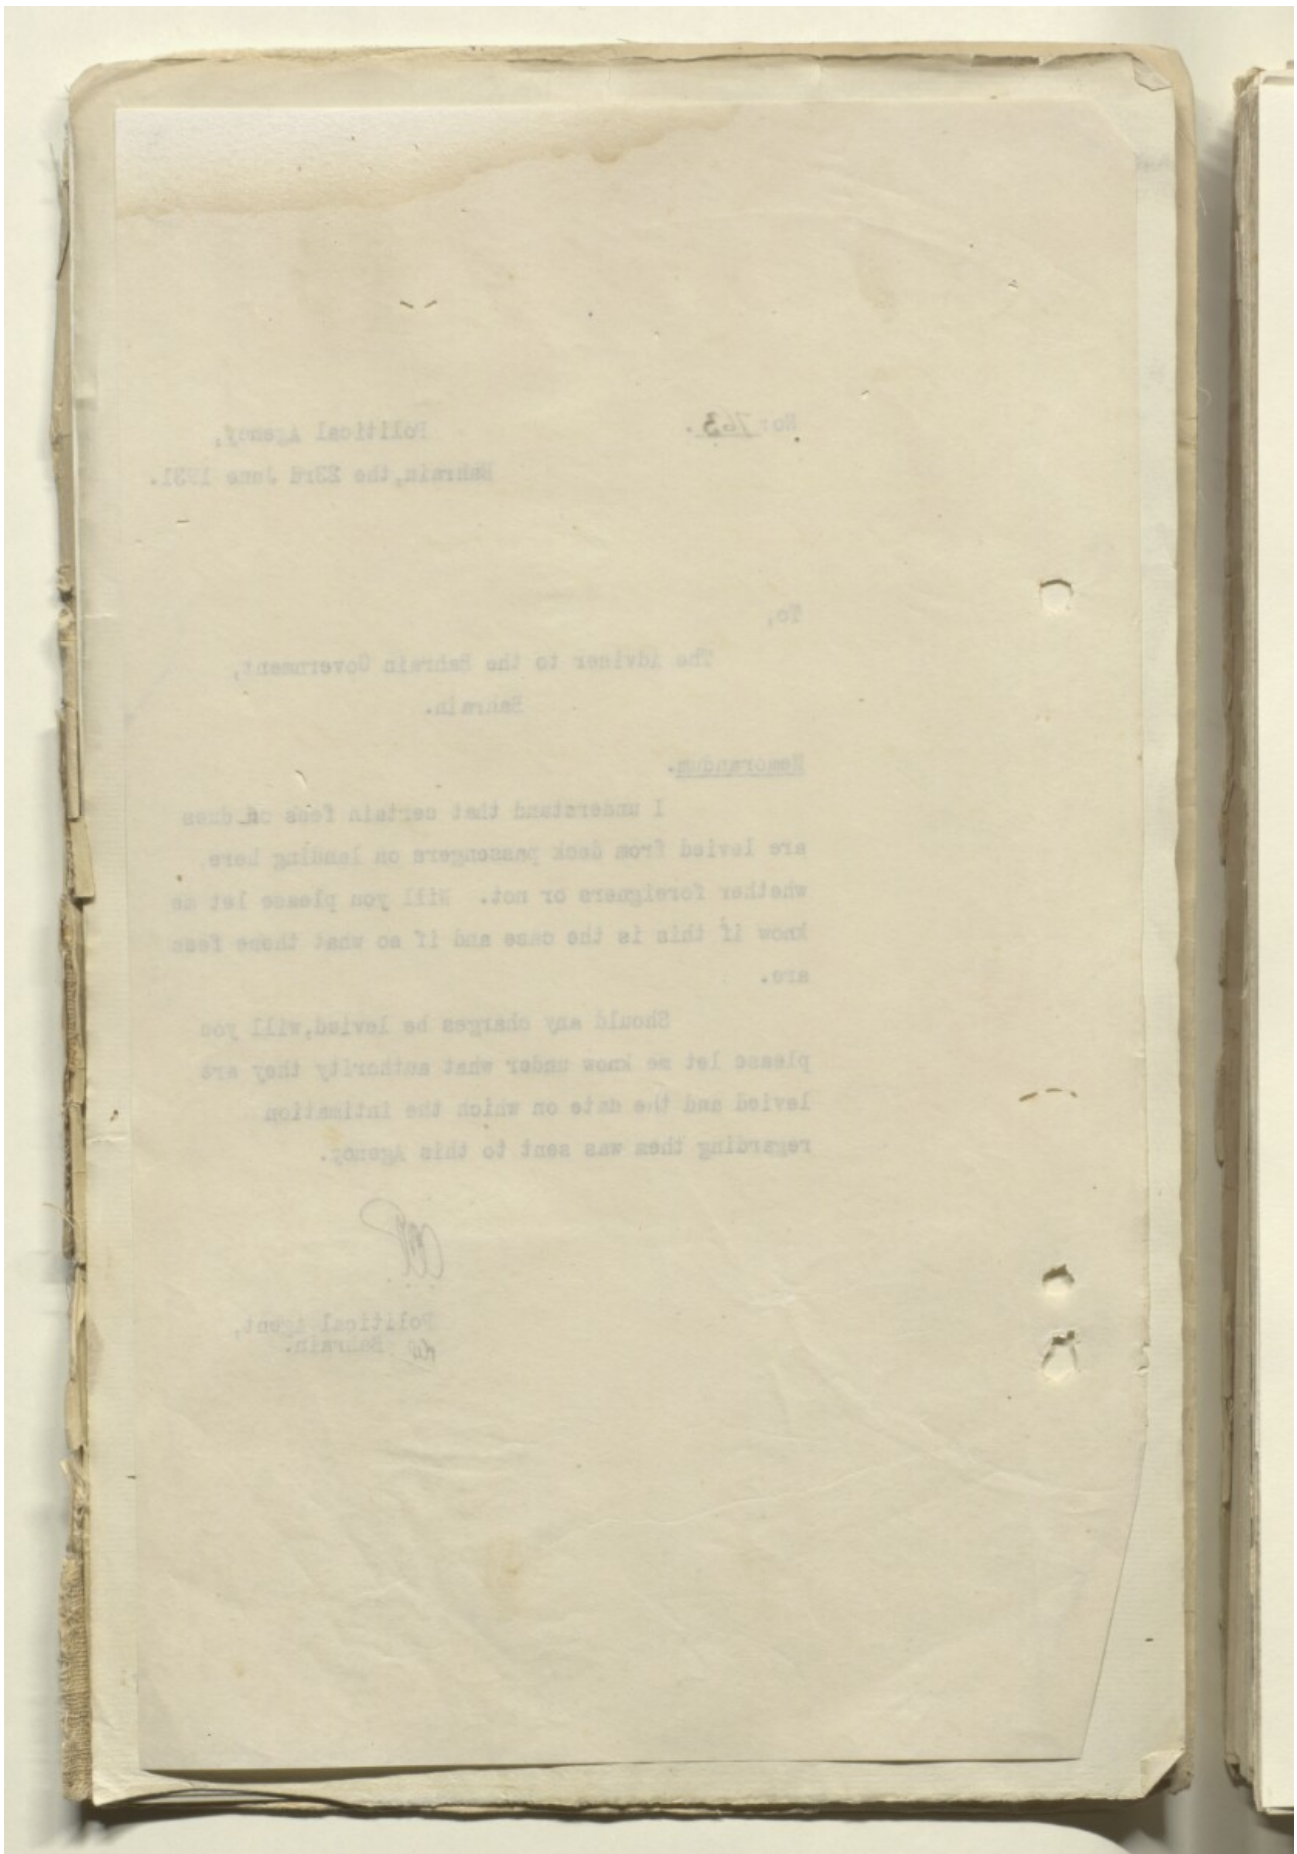 No: 763.
Political Agency,
Bahrain, the 23rd June 1931.
To,
The Adviser to the Bahrain Government,
Bahrain.
Memorandum.
I understand that certain fees or dues
are levied from deck passengers on landing here
whether foreigners or not. Will you please let me
know if this is the case and if so what those fees
are.
Should any charges be levied, will you
please let me know under what authority they are
levied and the date on which the intimation
regarding them was sent to this Agency.
Political Agent,
Bahrain.